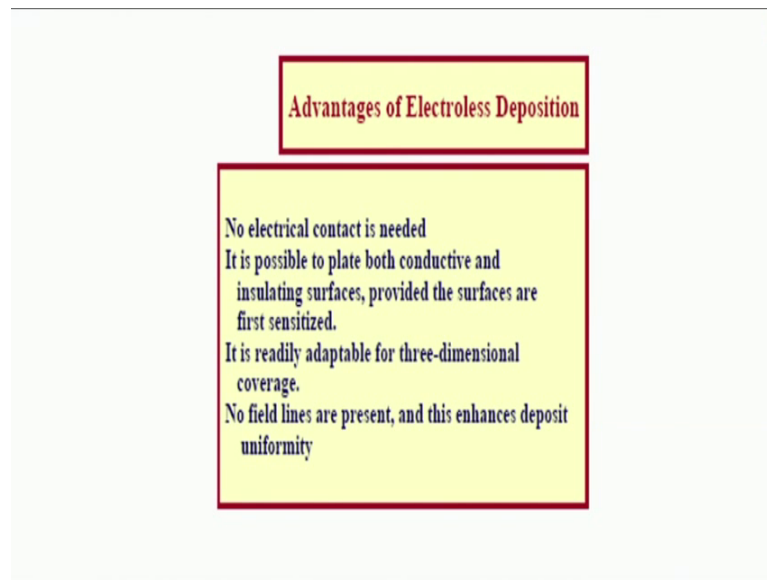 Advantages of Electroless Deposition
No electrical contact is needed
It is possible to plate both conductive and
insulating surfaces, provided the surfaces are
first sensitized.
It is readily adaptable for three-dimensional
coverage.
No field lines are present, and this enhances deposit
uniformity